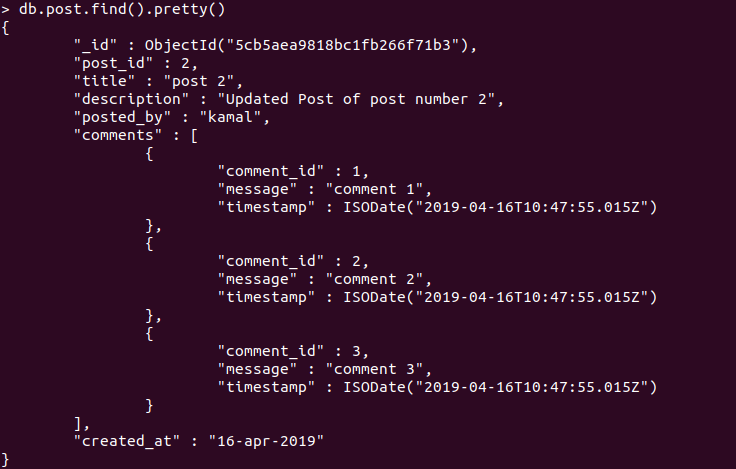 > db.post.find().pretty()
{
        "_id" : ObjectId("5cb5aea9818bc1fb266f71b3"),
        "post_id" : 2,
        "title" : "post 2",
        "description" : "Updated Post of post number 2",
        "posted_by" : "kamal",
        "comments" : [
                {
                        "comment_id" : 1,
                        "message" : "comment 1",
                        "timestamp" : ISODate("2019-04-16T10:47:55.015Z")
                },
                {
                        "comment_id" : 2,
                        "message" : "comment 2",
                        "timestamp" : ISODate("2019-04-16T10:47:55.015Z")
                },
                {
                        "comment_id" : 3,
                        "message" : "comment 3",
                        "timestamp" : ISODate("2019-04-16T10:47:55.015Z")
                }
        ],
        "created_at" : "16-apr-2019"
}